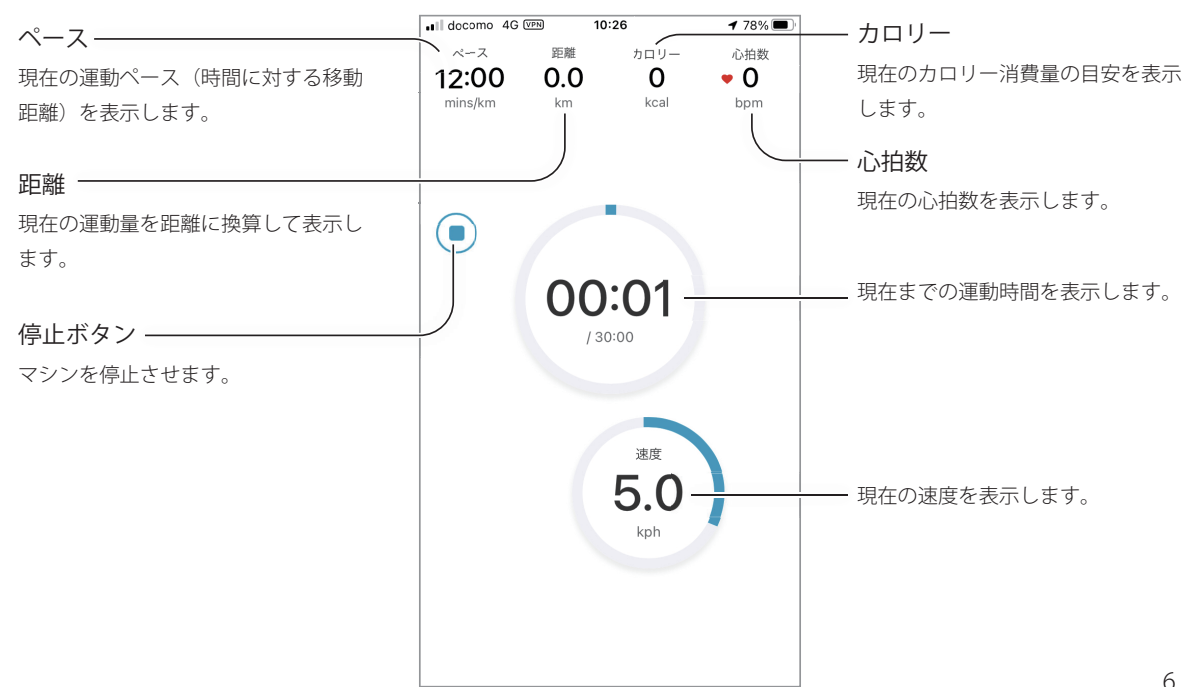 ペース
現在の運動ペース（時間に対する移動
距離）を表示します。
距離
現在の運動量を距離に換算して表示し
ます。
停止ボタン
マシンを停止させます。
docomo 4G VPN 10:26 78%
ペース 距離 カロリー 心拍数
12:00 0.0 0 0
mins/km km kcal bpm
00:01
/ 30:00
速度
5.0
kph
カロリー
現在のカロリー消費量の目安を表示
します。
心拍数
現在の心拍数を表示します。
現在までの運動時間を表示します。
現在の速度を表示します。
6